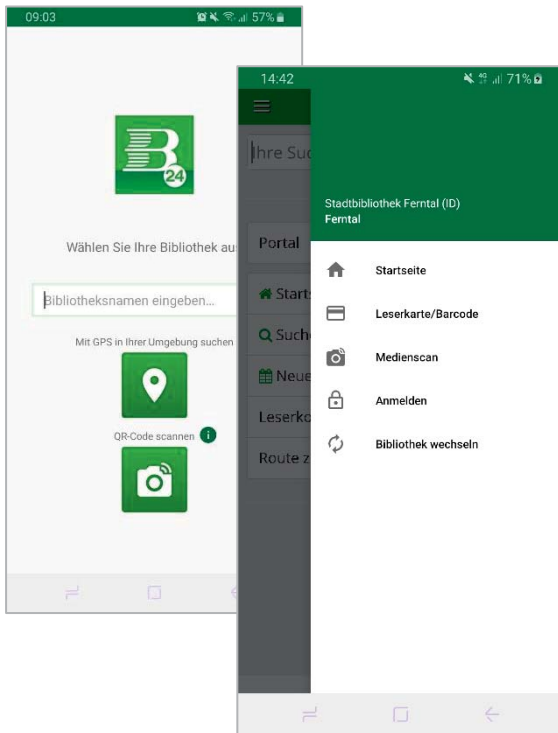 09:03
57%
B
24
Wählen Sie Ihre Bibliothek au
Bibliotheksnamen eingeben...
Mit GPS in Ihrer Umgebung suchen
QR-Code scannen i
14:42
4G
71%
Ihre Suc
Stadtbibliothek Ferntal (ID)
Ferntal
Portal
Starts
Such
Neue
Leserko
Route z
Startseite
Leserkarte/Barcode
Medienscan
Anmelden
Bibliothek wechseln